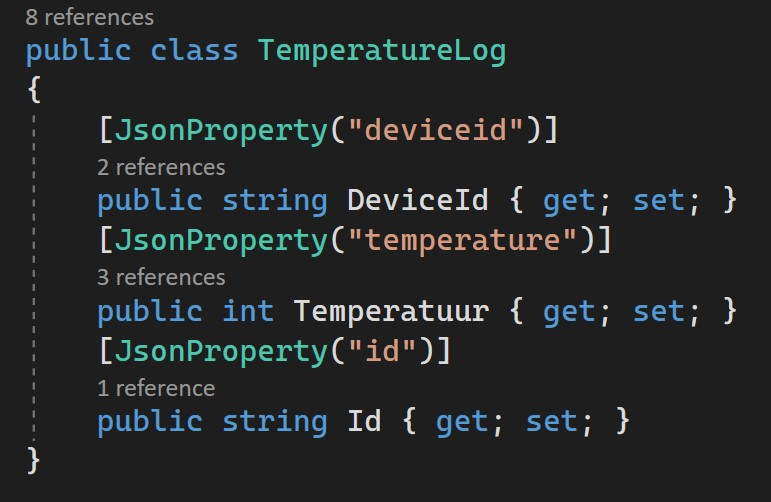 8 references
public class TemperatureLog
{
[JsonProperty("deviceid")]
2 references
public string DeviceId { get; set; }
[JsonProperty("temperature")]
3 references
public int Temperatuur { get; set; }
[JsonProperty("id")]
1 reference
public string Id { get; set; }
}